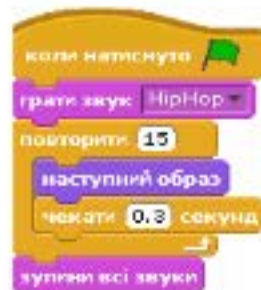 коли натиснуто
грати звук HipHop
повторити 15
наступний образ
чекати 0.3 секунд
зупини всі звуки